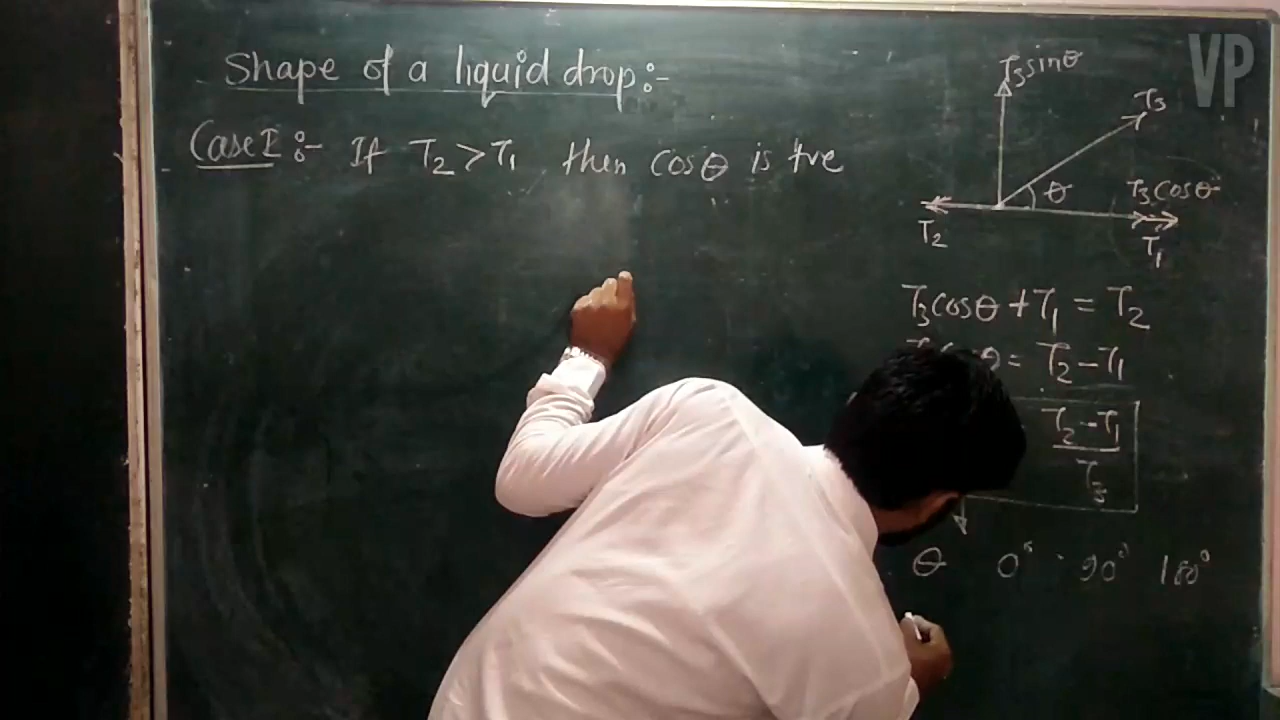 Shape of a liquid drop:-
Case I:- If T₂ > T₁ then cosθ is +ve
VP
T₃sinθ
T₃
θ
T₃cosθ
T₂
T₁
T₃cosθ + T₁ = T₂
= T₂ - T₁
T₂ - T₁
T₃
θ 0° 90° 180°